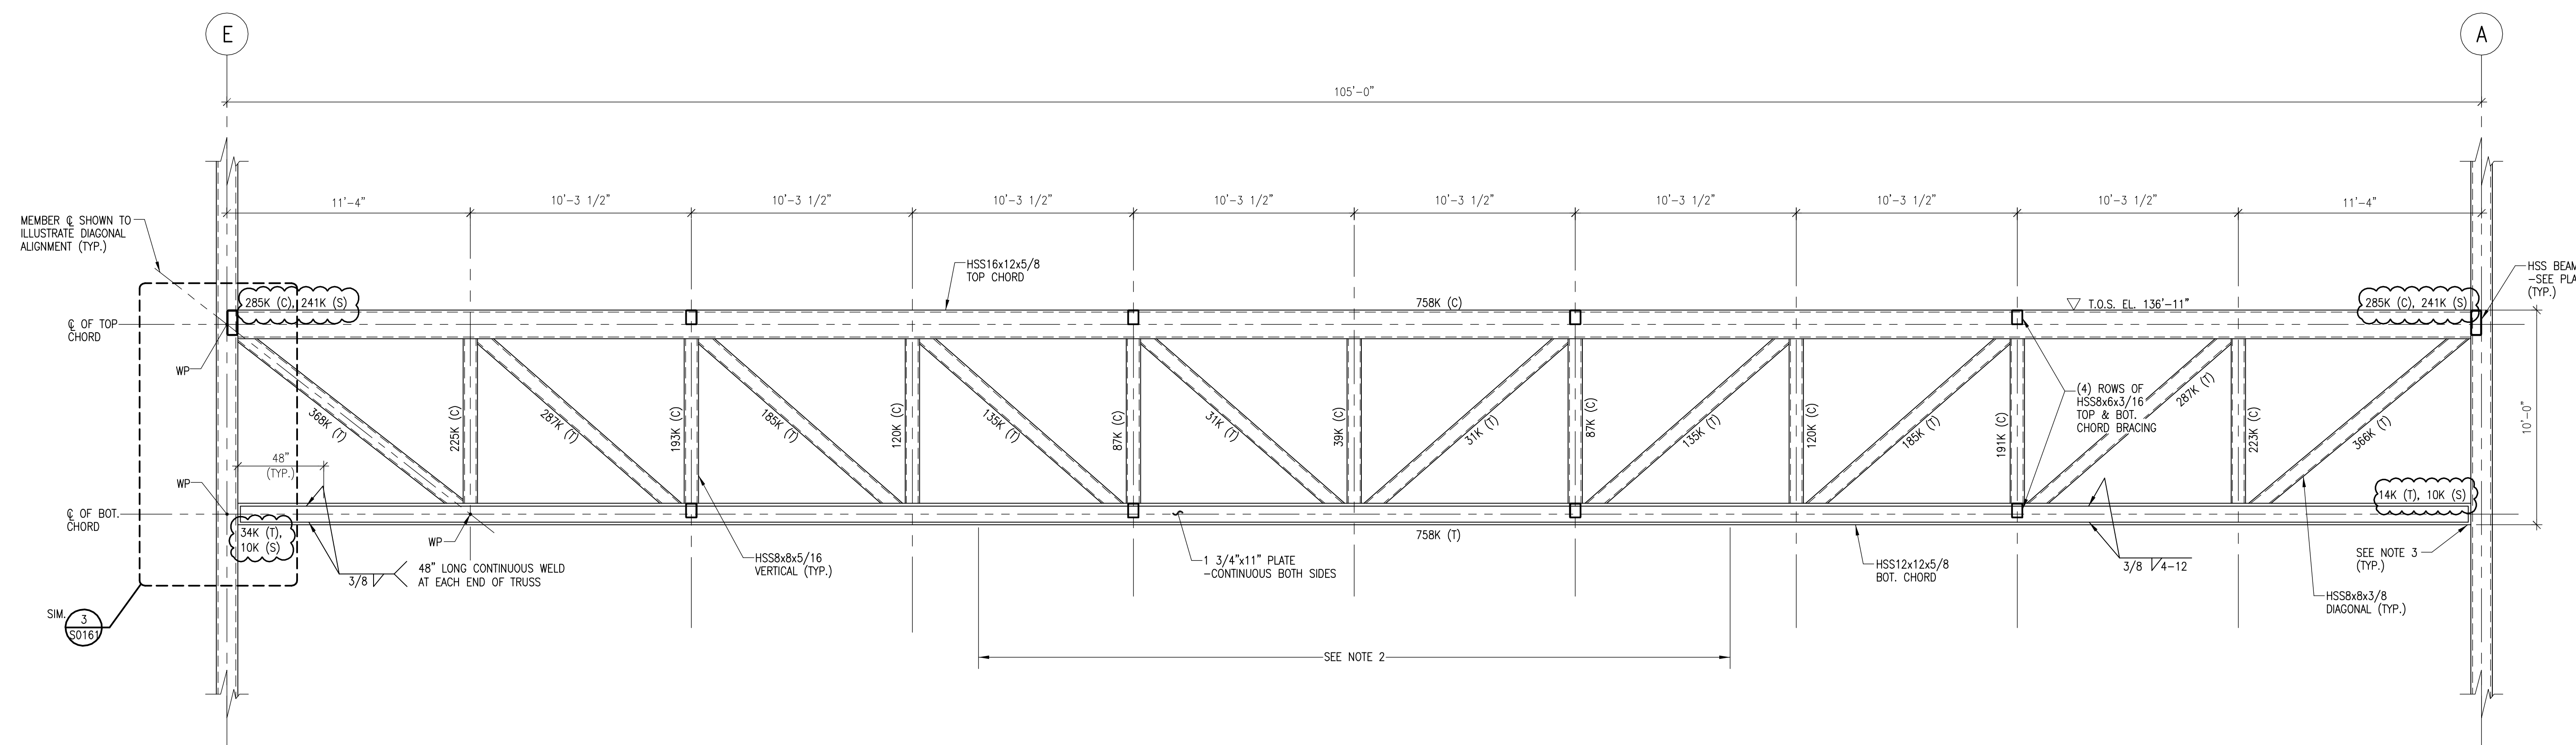 E
A
105'-0"
11'-4"
10'-3 1/2"
10'-3 1/2"
10'-3 1/2"
10'-3 1/2"
10'-3 1/2"
10'-3 1/2"
10'-3 1/2"
10'-3 1/2"
11'-4"
MEMBER ℄ SHOWN TO
ILLUSTRATE DIAGONAL
ALIGNMENT (TYP.)
HSS16x12x5/8
TOP CHORD
HSS BEAM
-SEE PLA
(TYP.)
285K (C), 241K (S)
758K (C)
T.O.S. EL. 136'-11"
285K (C), 241K (S)
℄ OF TOP
CHORD
WP
368K (T)
225K (C)
287K (T)
193K (C)
185K (T)
120K (C)
135K (T)
87K (C)
31K (T)
39K (C)
31K (T)
87K (C)
135K (T)
120K (C)
185K (T)
191K (C)
287K (T)
223K (C)
366K (T)
(4) ROWS OF
HSS8x6x3/16
TOP & BOT.
CHORD BRACING
10'-0"
48"
(TYP.)
WP
℄ OF BOT.
CHORD
34K (T),
10K (S)
WP
14K (T), 10K (S)
758K (T)
3/8
48" LONG CONTINUOUS WELD
AT EACH END OF TRUSS
HSS8x8x5/16
VERTICAL (TYP.)
1 3/4"x11" PLATE
-CONTINUOUS BOTH SIDES
HSS12x12x5/8
BOT. CHORD
3/8
4-12
SEE NOTE 3
(TYP.)
HSS8x8x3/8
DIAGONAL (TYP.)
SIM.
3
S0161
SEE NOTE 2